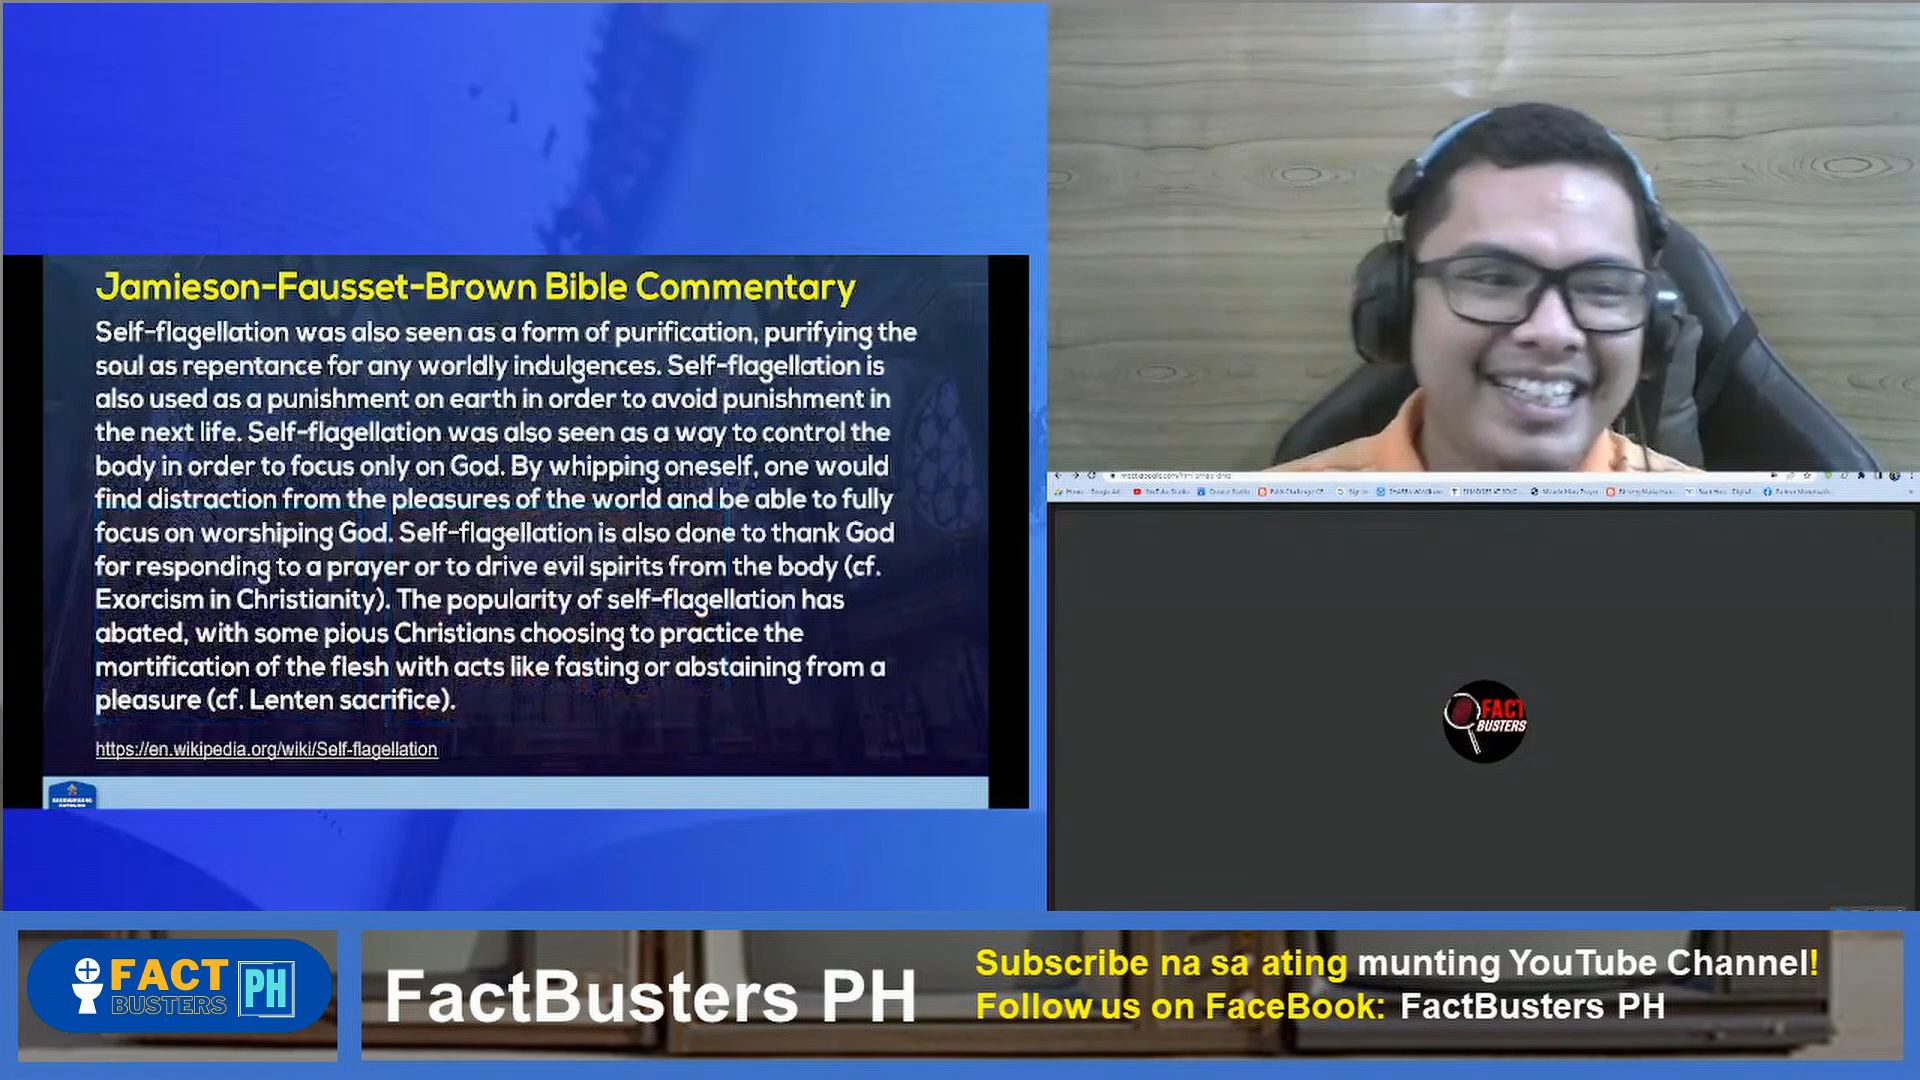 Jamieson-Fausset-Brown Bible Commentary
Self-flagellation was also seen as a form of purification, purifying the
soul as repentance for any worldly indulgences. Self-flagellation is
also used as a punishment on earth in order to avoid punishment in
the next life. Self-flagellation was also seen as a way to control the
body in order to focus only on God. By whipping oneself, one would
find distraction from the pleasures of the world and be able to fully
focus on worshiping God. Self-flagellation is also done to thank God
for responding to a prayer or to drive evil spirits from the body (cf.
Exorcism in Christianity). The popularity of self-flagellation has
abated, with some pious Christians choosing to practice the
mortification of the flesh with acts like fasting or abstaining from a
pleasure (cf. Lenten sacrifice).
https://en.wikipedia.org/wiki/Self-flagellation
YouTube Studio
FACT
BUSTERS
FACT
BUSTERS
PH
FactBusters PH
Subscribe na sa ating munting YouTube Channel!
Follow us on FaceBook: FactBusters PH